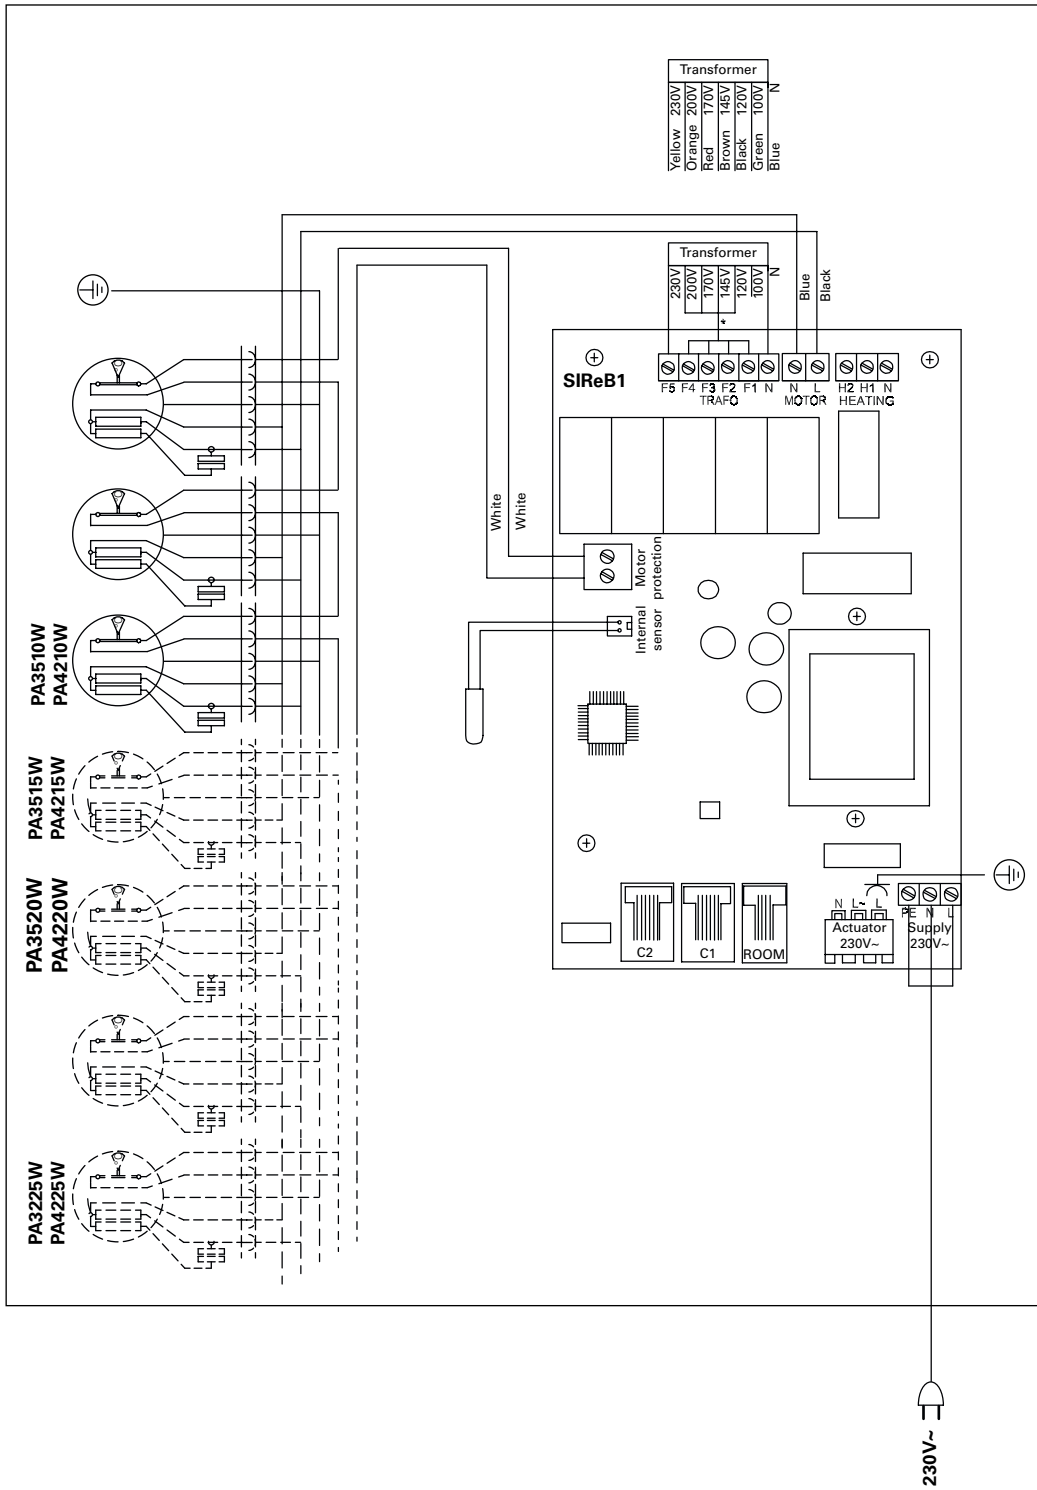 Transformer
Yellow 230V
Orange 200V
Red 170V
Brown 145V
Black 120V
Green 100V
Blue N
Transformer
230V
200V
170V
145V
120V
100V
N
*
Blue
Black
SIReB1
F5 F4 F3 F2 F1 N
TRAFO
N L
MOTOR
H2 H1 N
HEATING
White
White
Motor
protection
Internal
sensor
PA3510W
PA4210W
PA3515W
PA4215W
PA3520W
PA4220W
PA3225W
PA4225W
C2
C1
ROOM
N L~ L
Actuator
230V~
PE N L
Supply
230V~
230V~